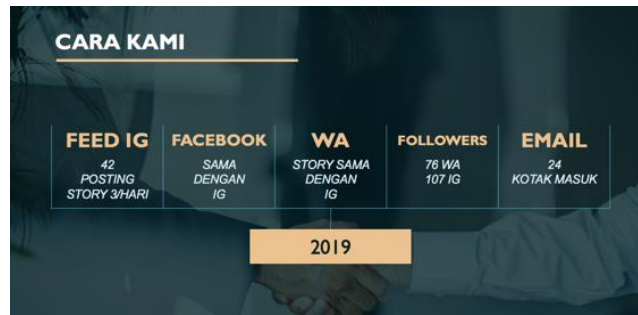 CARA KAMI
FEED IG
42
POSTING
STORY 3/HARI
FACEBOOK
SAMA
DENGAN
IG
WA
STORY SAMA
DENGAN
IG
FOLLOWERS
76 WA
107 IG
EMAIL
24
KOTAK MASUK
2019